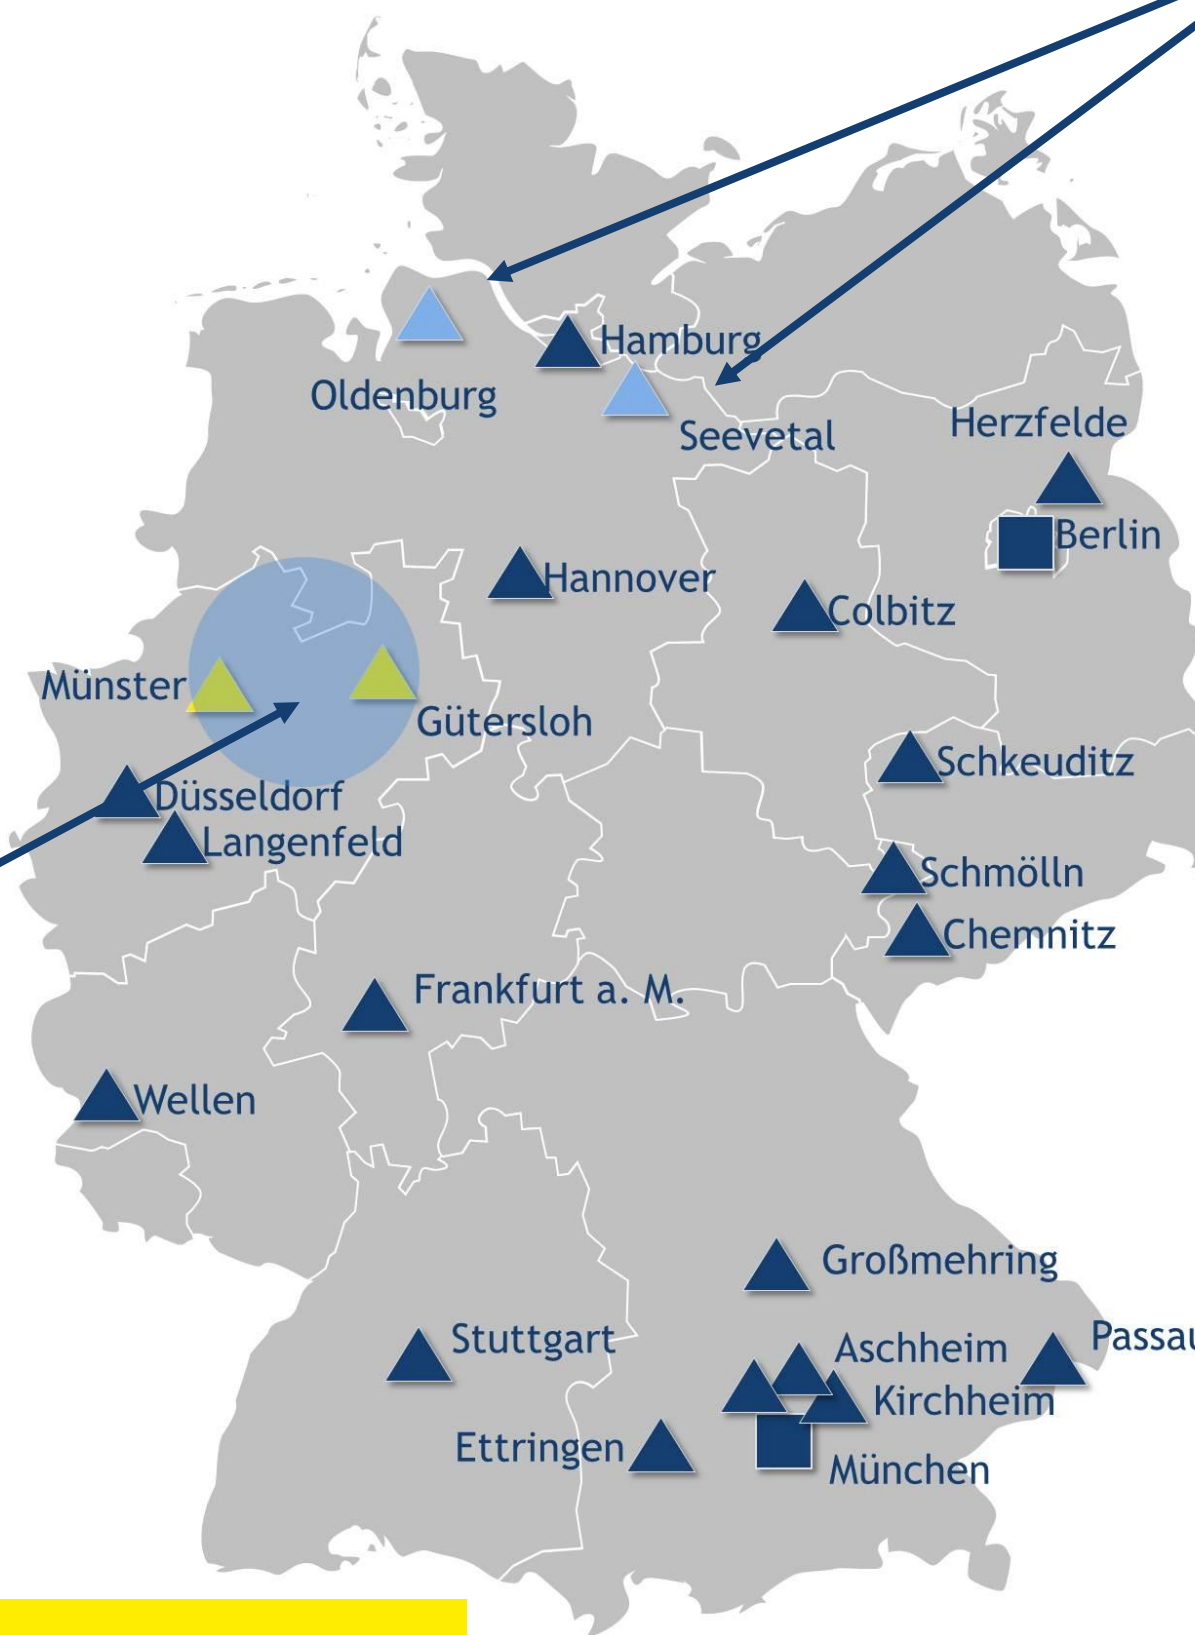 Hamburg
Oldenburg
Seevetal
Herzfelde
Berlin
Hannover
Colbitz
Münster
Gütersloh
Schkeuditz
Düsseldorf
Langenfeld
Schmölln
Chemnitz
Frankfurt a. M.
Wellen
Großmehring
Stuttgart
Aschheim
Passau
Kirchheim
Ettringen
München